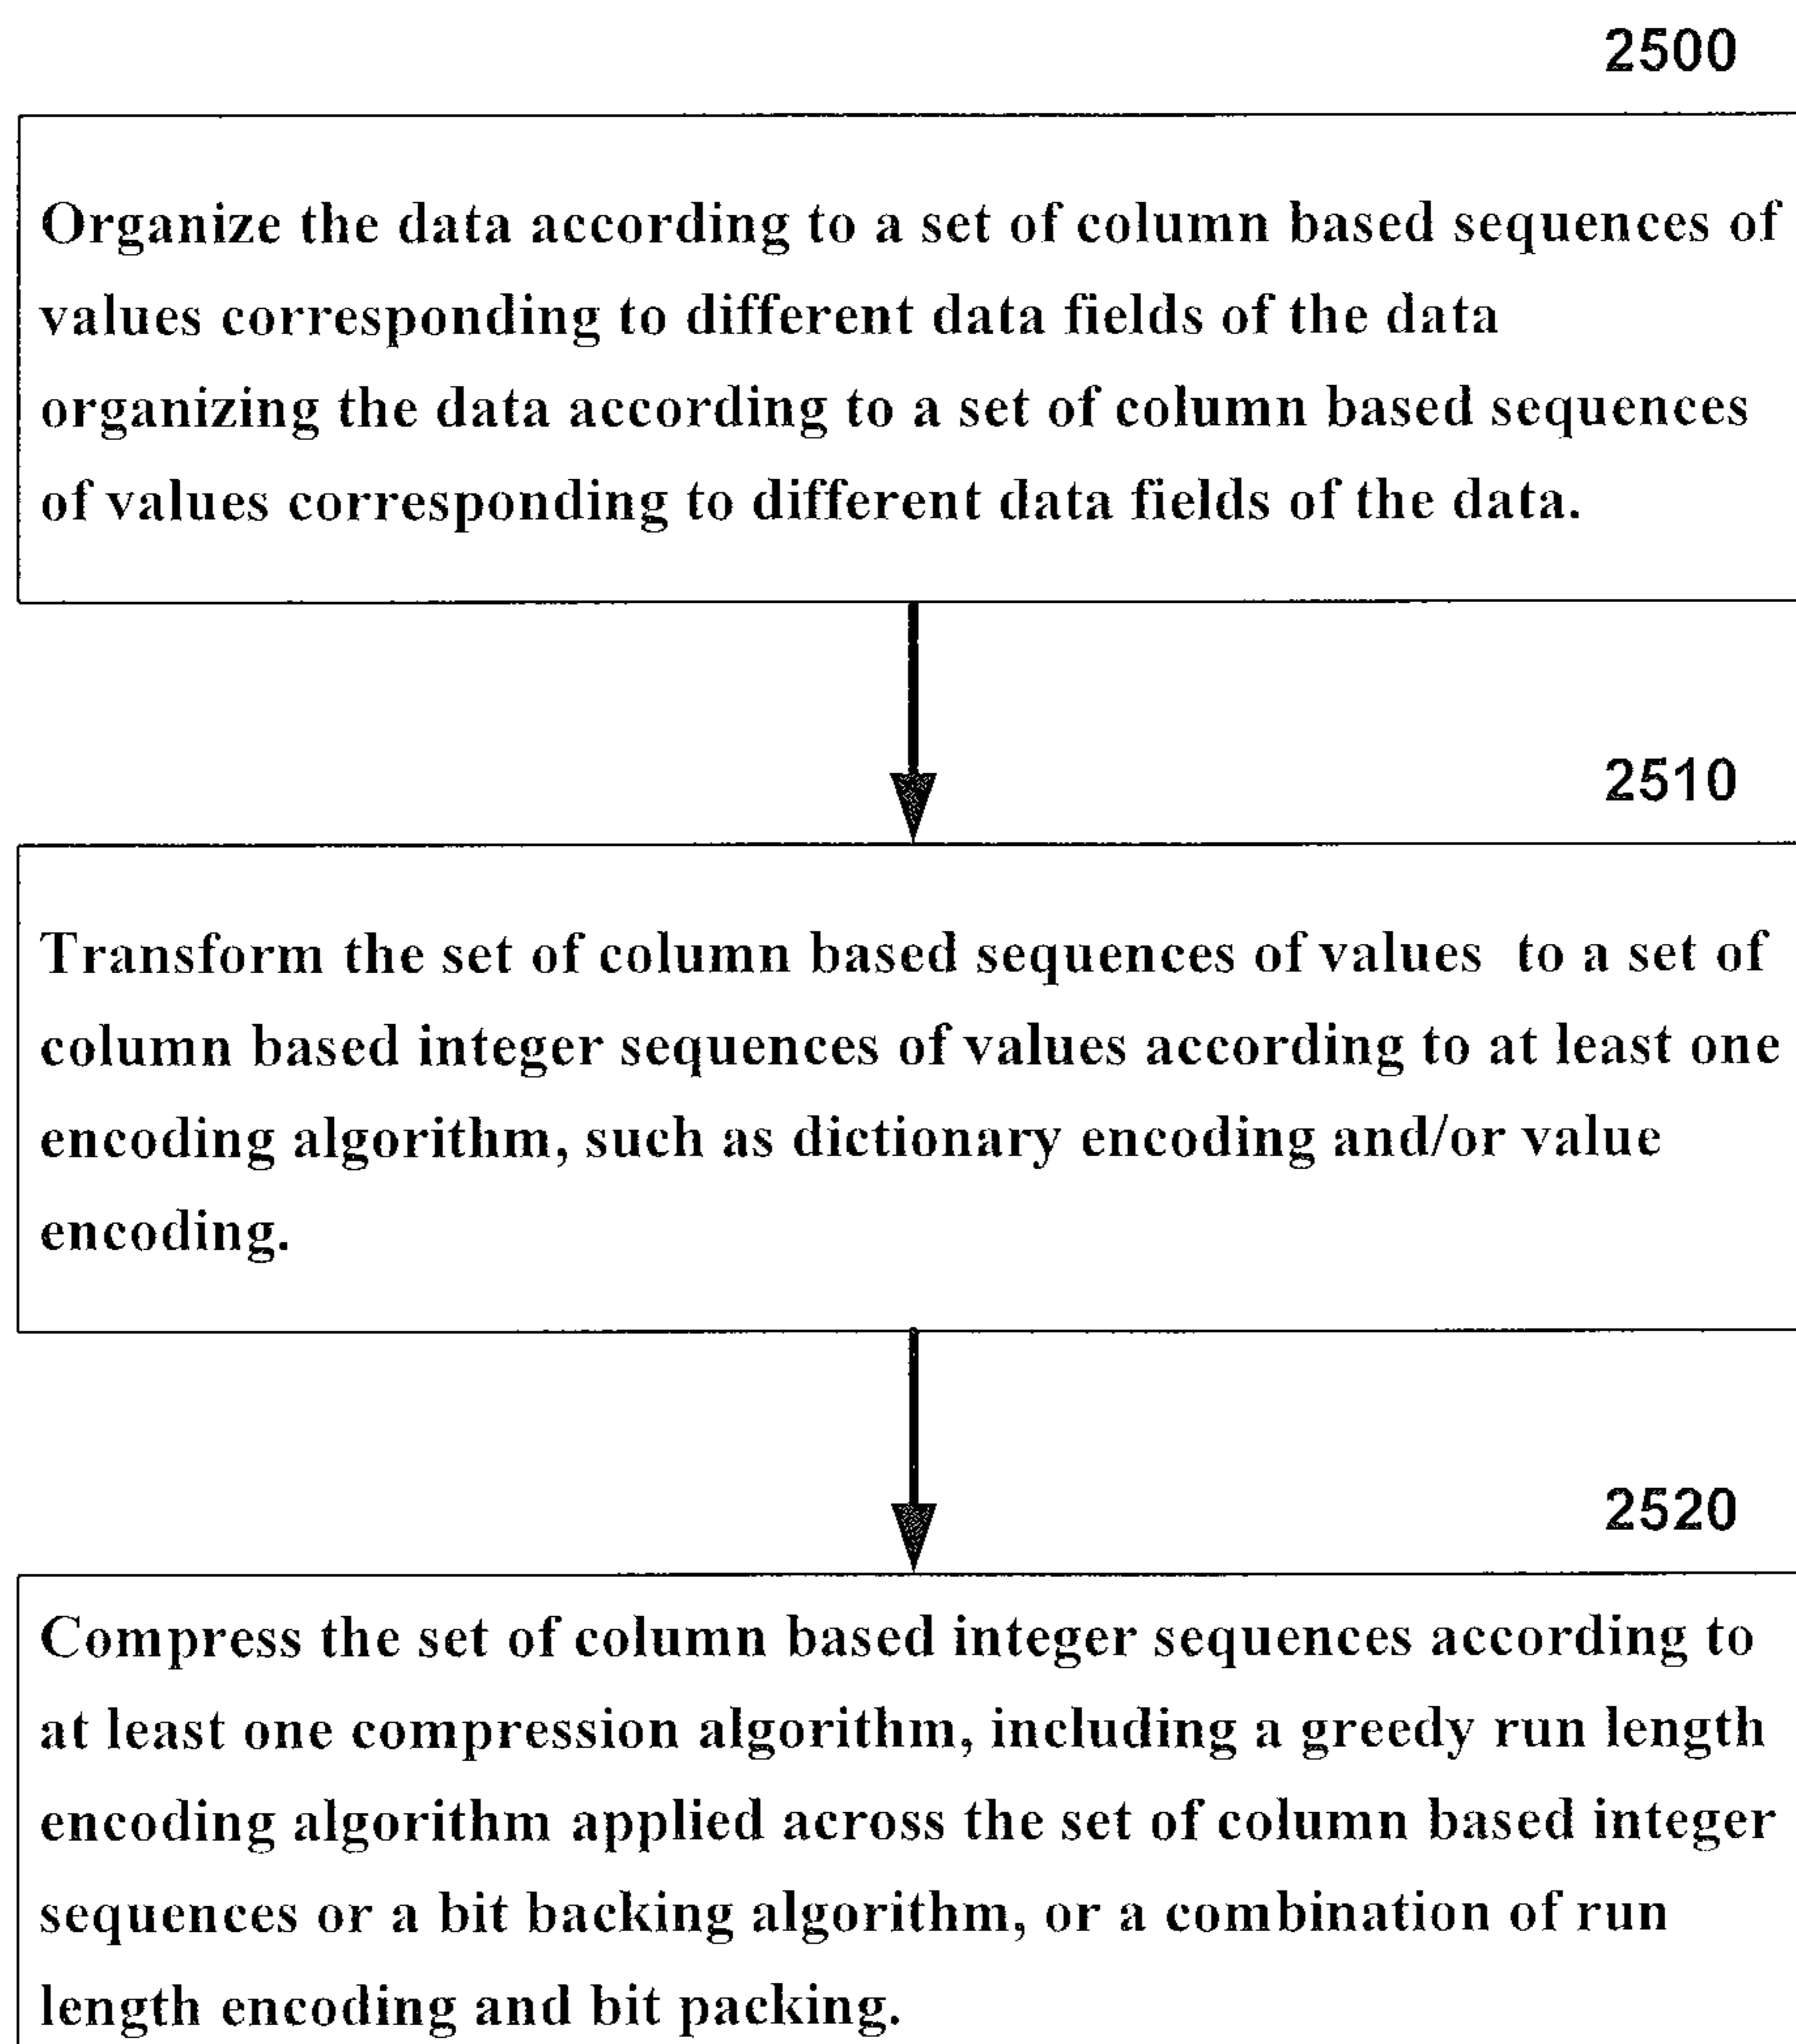 2500
Organize the data according to a set of column based sequences of
values corresponding to different data fields of the data
organizing the data according to a set of column based sequences
of values corresponding to different data fields of the data.
2510
Transform the set of column based sequences of values to a set of
column based integer sequences of values according to at least one
encoding algorithm, such as dictionary encoding and/or value
encoding.
2520
Compress the set of column based integer sequences according to
at least one compression algorithm, including a greedy run length
encoding algorithm applied across the set of column based integer
sequences or a bit backing algorithm, or a combination of run
length encoding and bit packing.